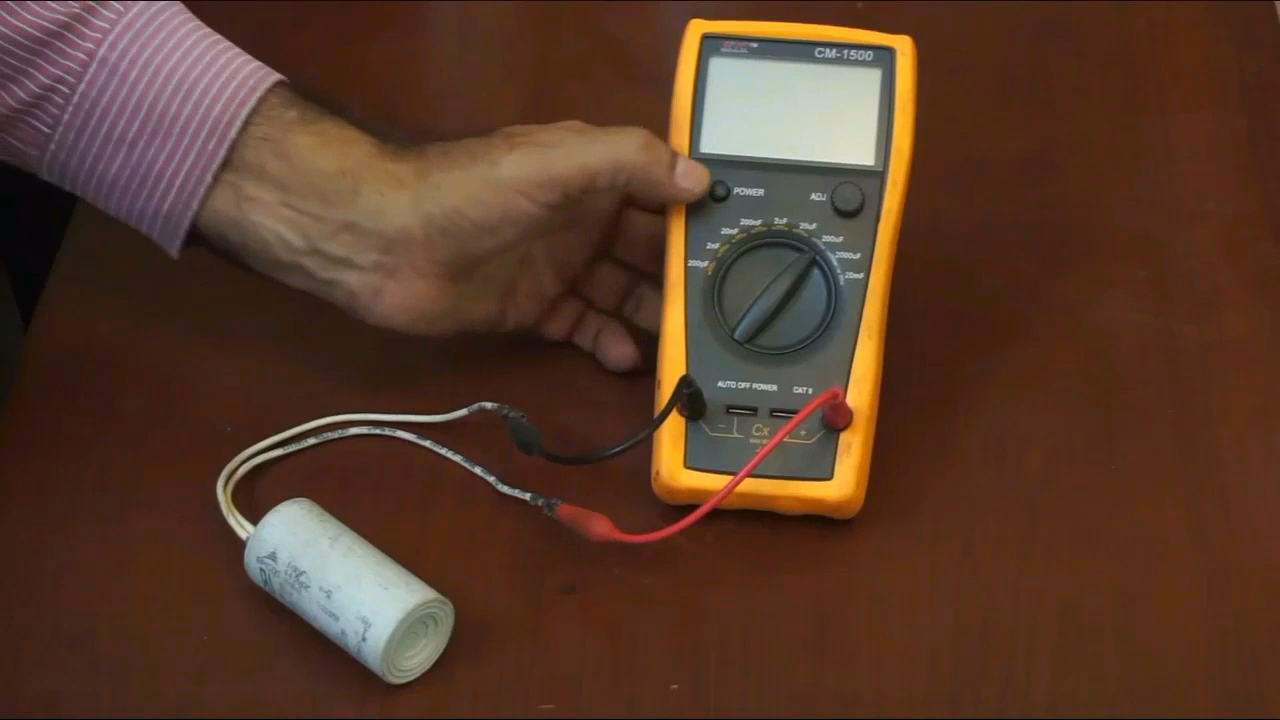 CM-1500
POWER
ADJ
200pF
2nF
20nF
200nF
2uF
20uF
200uF
2000uF
20mF
AUTO OFF POWER
CAT II
− Cx +